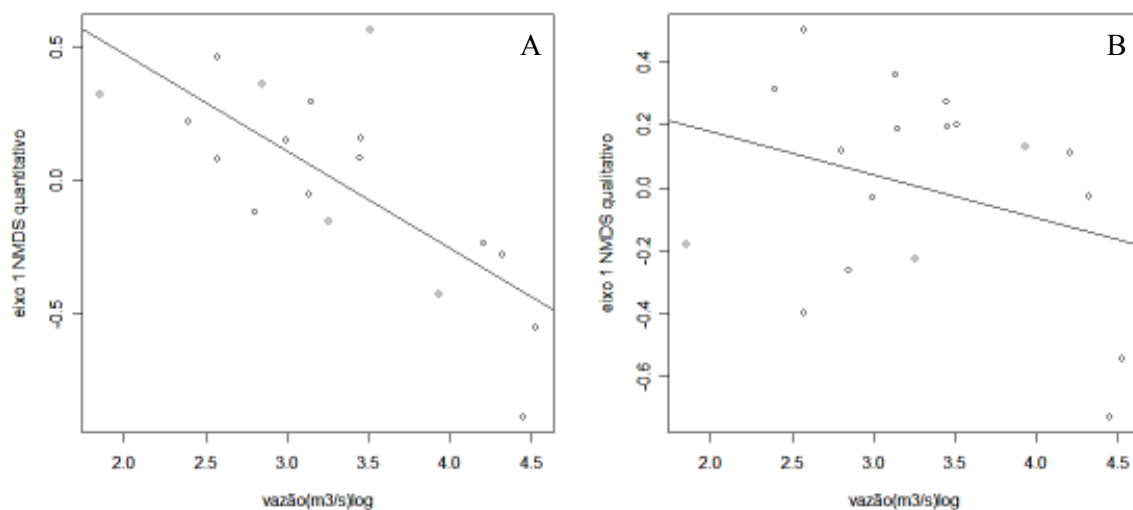 A
eixo 1 NMDS quantitativo
0.5
0.0
-0.5
2.0 2.5 3.0 3.5 4.0 4.5
vazão(m3/s)log
B
eixo 1 NMDS qualitativo
0.4
0.2
0.0
-0.2
-0.4
-0.6
2.0 2.5 3.0 3.5 4.0 4.5
vazão(m3/s)log